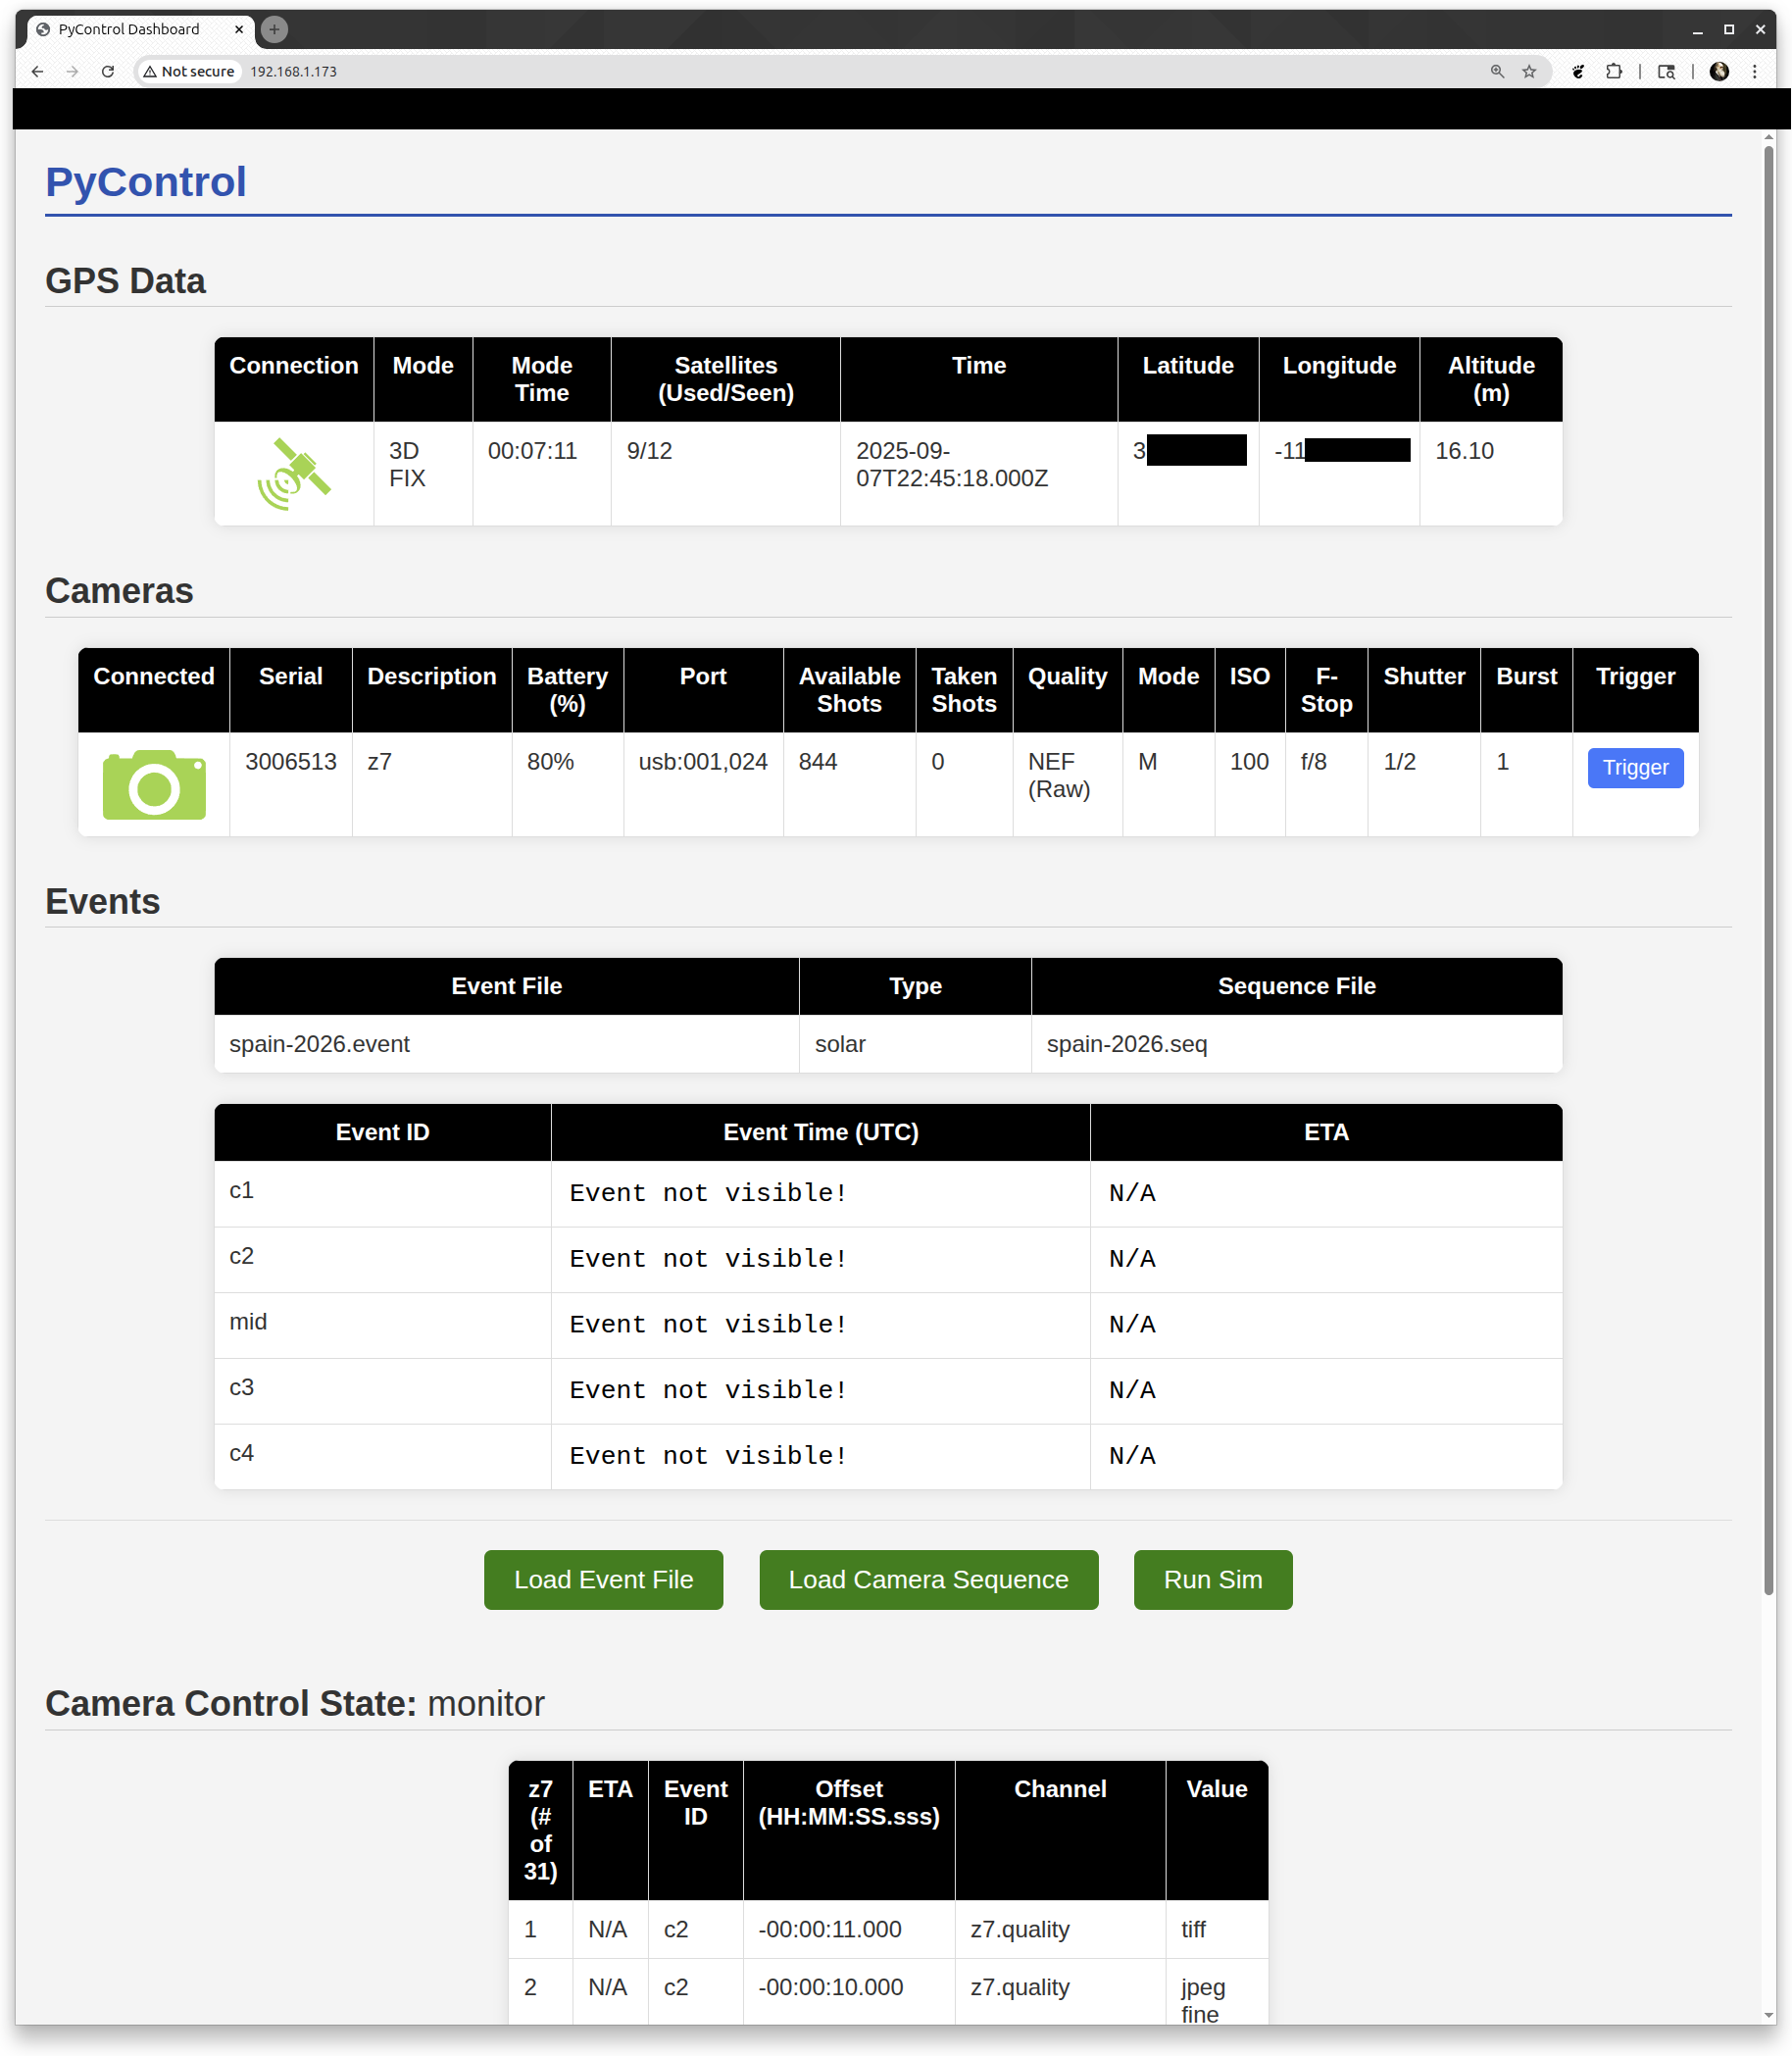 PyControl Dashboard
Not secure 192.168.1.173
PyControl
GPS Data
Connection Mode Mode Time Satellites (Used/Seen) Time Latitude Longitude Altitude (m)
3D FIX 00:07:11 9/12 2025-09-07T22:45:18.000Z 3 -11 16.10
Cameras
Connected Serial Description Battery (%) Port Available Shots Taken Shots Quality Mode ISO F-Stop Shutter Burst Trigger
3006513 z7 80% usb:001,024 844 0 NEF (Raw) M 100 f/8 1/2 1 Trigger
Events
Event File Type Sequence File
spain-2026.event solar spain-2026.seq
Event ID Event Time (UTC) ETA
c1 Event not visible! N/A
c2 Event not visible! N/A
mid Event not visible! N/A
c3 Event not visible! N/A
c4 Event not visible! N/A
Load Event File Load Camera Sequence Run Sim
Camera Control State: monitor
z7 (# of 31) ETA Event ID Offset (HH:MM:SS.sss) Channel Value
1 N/A c2 -00:00:11.000 z7.quality tiff
2 N/A c2 -00:00:10.000 z7.quality jpeg fine